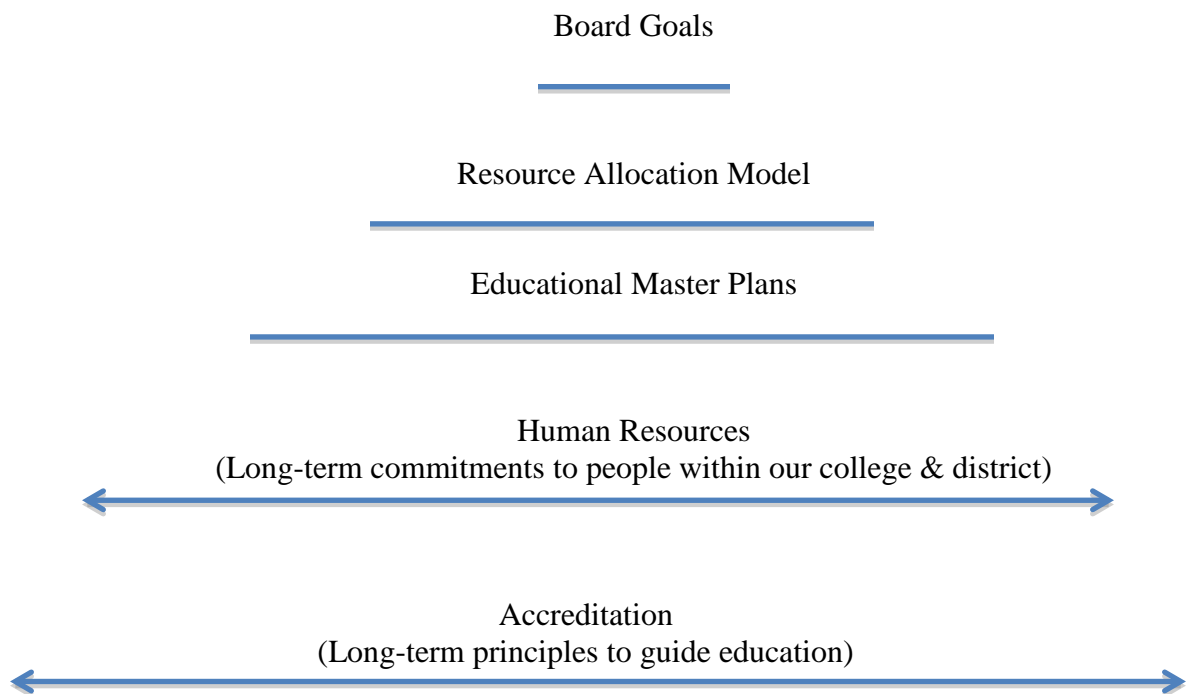 Board Goals
Resource Allocation Model
Educational Master Plans
Human Resources
(Long-term commitments to people within our college & district)
Accreditation
(Long-term principles to guide education)